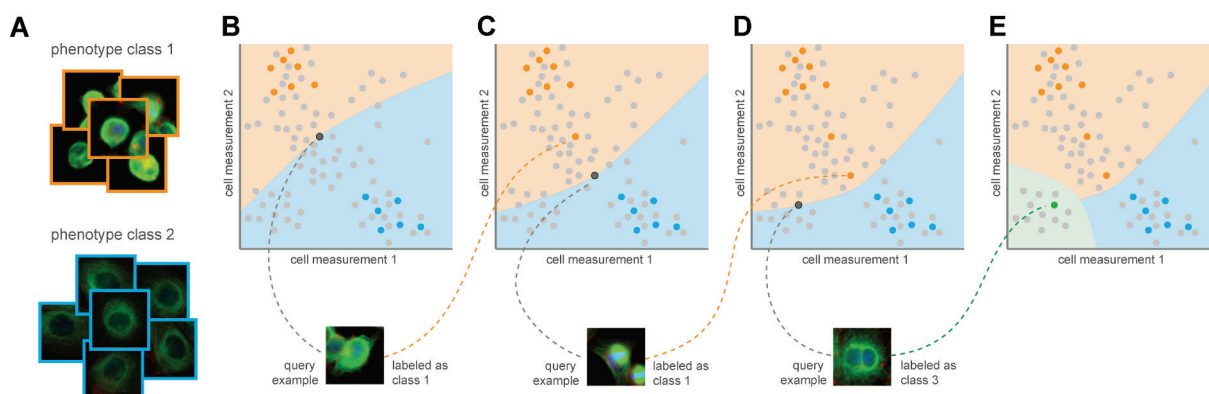 A
phenotype class 1
phenotype class 2
B
cell measurement 2
cell measurement 1
C
cell measurement 2
cell measurement 1
D
cell measurement 2
cell measurement 1
E
cell measurement 2
cell measurement 1
query
example
labeled as
class 1
query
example
labeled as
class 1
query
example
labeled as
class 3